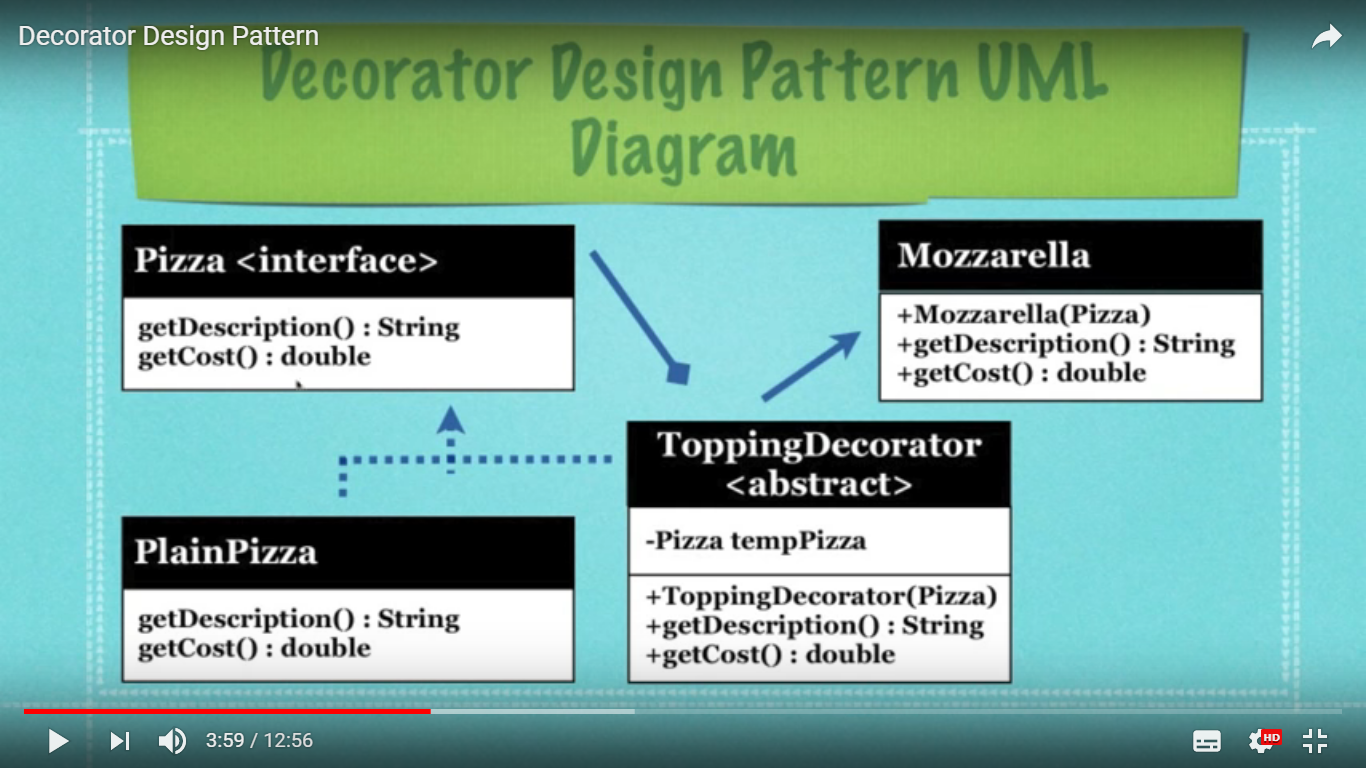 Decorator Design Pattern
Decorator Design Pattern UML
Diagram
Pizza <interface>
getDescription() : String
getCost() : double
Mozzarella
+Mozzarella(Pizza)
+getDescription() : String
+getCost() : double
PlainPizza
getDescription() : String
getCost() : double
ToppingDecorator
<abstract>
-Pizza tempPizza
+ToppingDecorator(Pizza)
+getDescription() : String
+getCost() : double
3:59 / 12:56
HD